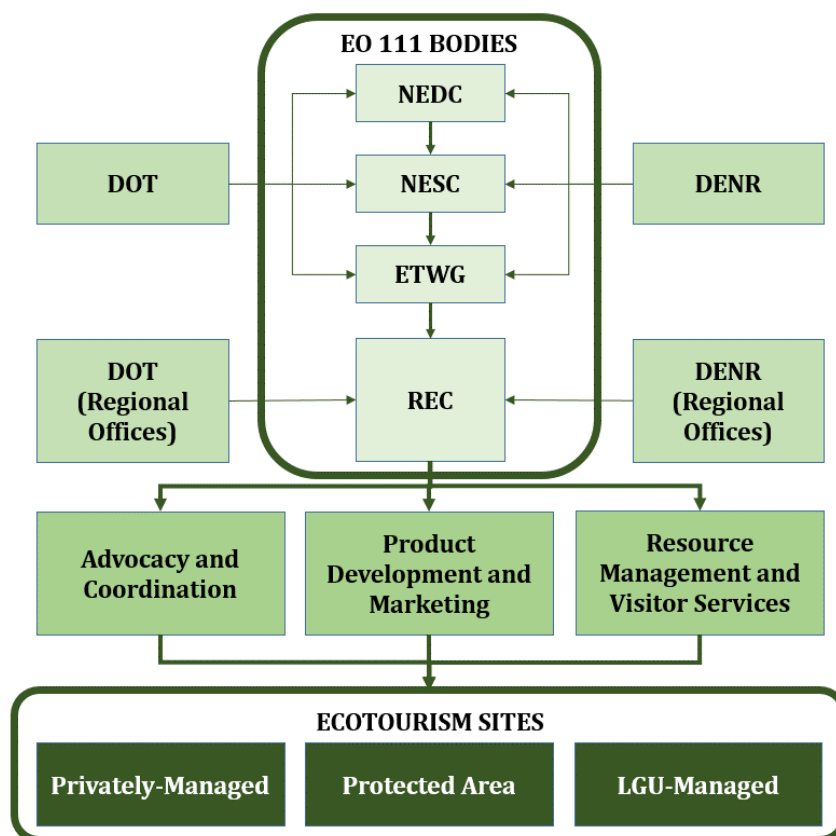 EO 111 BODIES
NEDC
DOT
NESC
DENR
ETWG
DOT
(Regional
Offices)
REC
DENR
(Regional
Offices)
Advocacy and
Coordination
Product
Development and
Marketing
Resource
Management and
Visitor Services
ECOTOURISM SITES
Privately-Managed
Protected Area
LGU-Managed